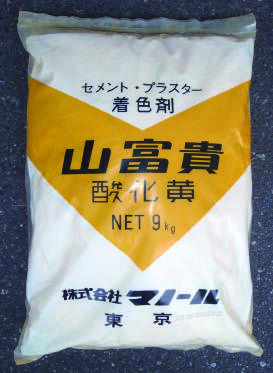 セメント・プラスター
着色剤
山富貴
酸化黄
NET 9kg
株式会社 マノール
東京